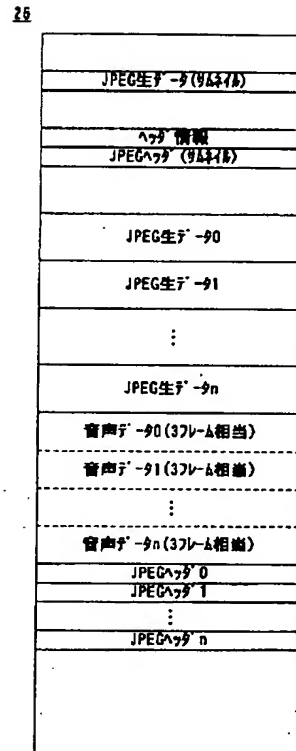 26
JPEG生データ(サムネイル)
ヘッダ情報
JPEGヘッダ(サムネイル)
JPEG生データ0
JPEG生データ1
⋮
JPEG生データn
音声データ0(3フレーム相当)
音声データ1(3フレーム相当)
⋮
音声データn(3フレーム相当)
JPEGヘッダ0
JPEGヘッダ1
⋮
JPEGヘッダn